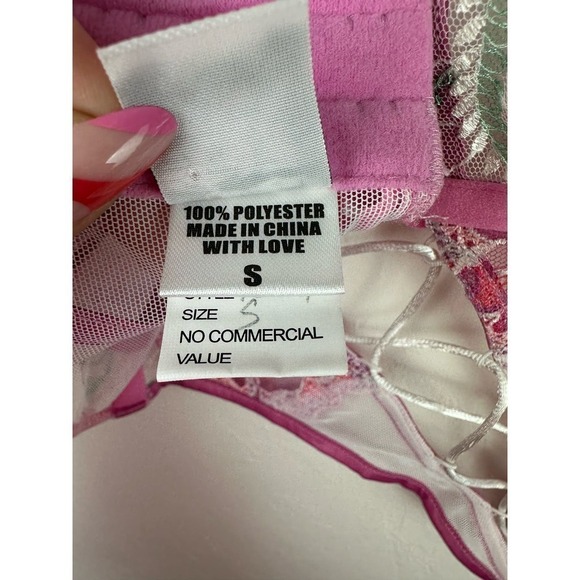 100% POLYESTER
MADE IN CHINA
WITH LOVE
S
SIZE S
NO COMMERCIAL
VALUE